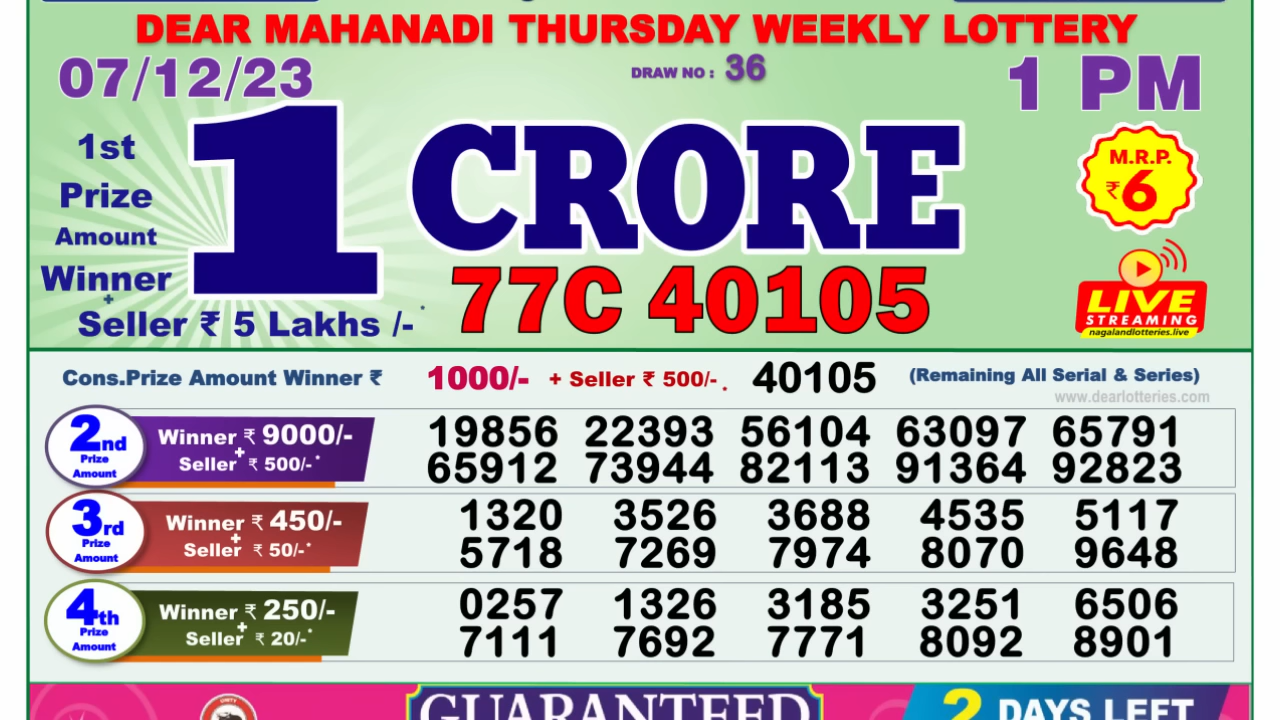 DEAR MAHANADI THURSDAY WEEKLY LOTTERY
07/12/23
DRAW NO : 36
1 PM
1st
Prize
Amount
Winner
+
Seller ₹ 5 Lakhs /-*
1 CRORE
77C 40105
M.R.P.
₹6
LIVE
STREAMING
nagalandlotteries.live
Cons.Prize Amount Winner ₹ 1000/- + Seller ₹ 500/- . 40105 (Remaining All Serial & Series)
www.dearlotteries.com
2nd
Prize
Amount
Winner ₹ 9000/-
+
Seller ₹ 500/-*
19856 22393 56104 63097 65791
65912 73944 82113 91364 92823
3rd
Prize
Amount
Winner ₹ 450/-
+
Seller ₹ 50/-*
1320 3526 3688 4535 5117
5718 7269 7974 8070 9648
4th
Prize
Amount
Winner ₹ 250/-
+
Seller ₹ 20/-*
0257 1326 3185 3251 6506
7111 7692 7771 8092 8901
UNITY
GUARANTEED
2 DAYS LEFT